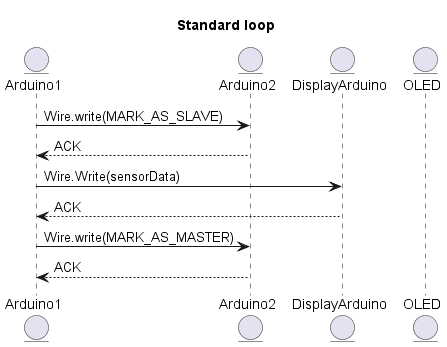 Standard loop
Arduino1 Arduino2 DisplayArduino OLED
Wire.write(MARK_AS_SLAVE)
ACK
Wire.Write(sensorData)
ACK
Wire.write(MARK_AS_MASTER)
ACK
Arduino1 Arduino2 DisplayArduino OLED